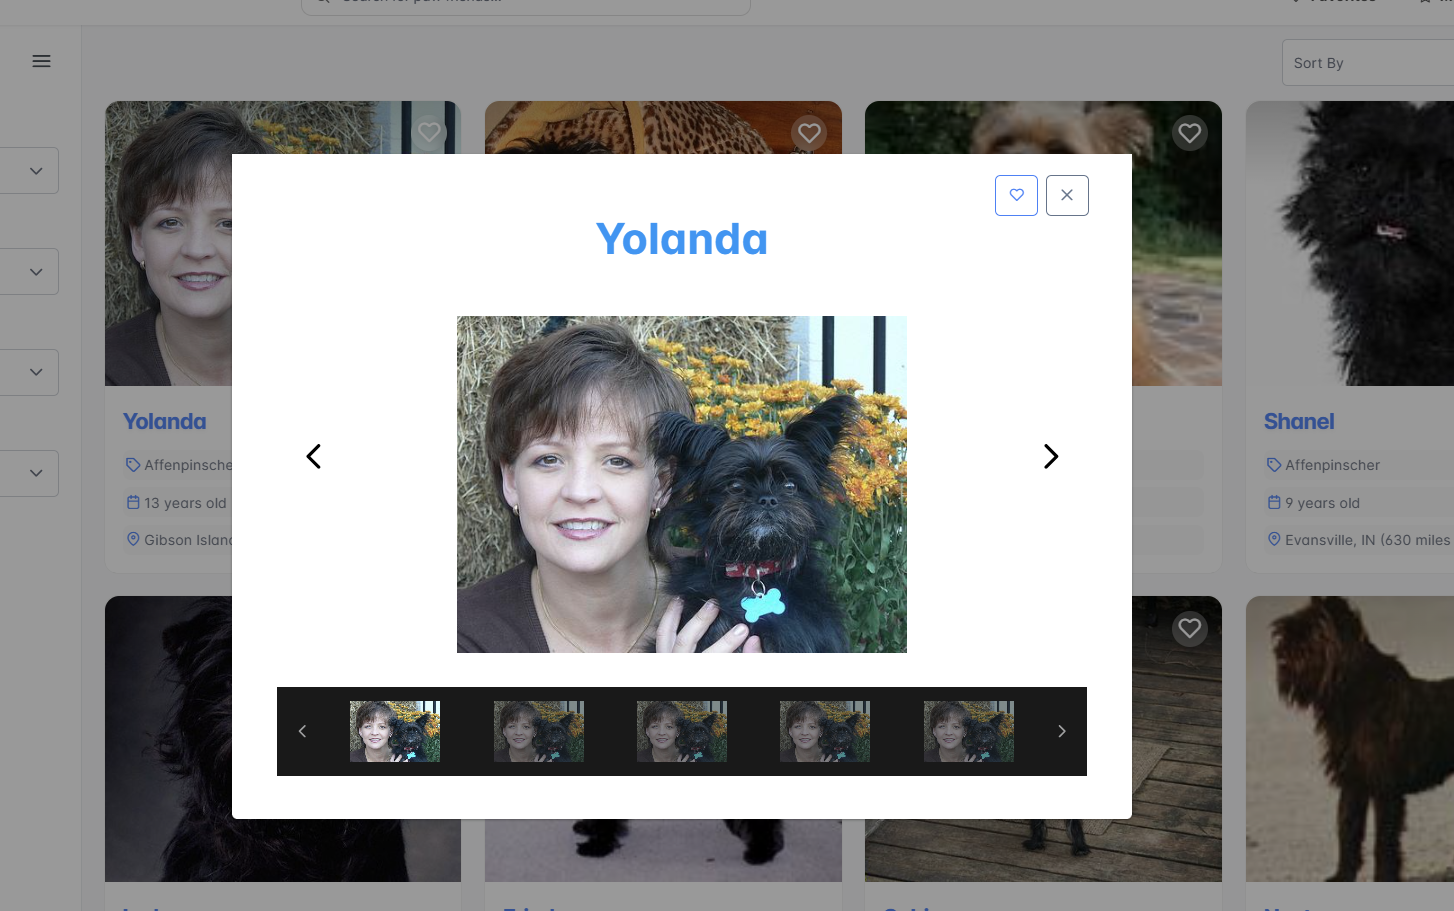 Sort By
Yolanda
Yolanda
Affenpinsche
13 years old
Gibson Island
Shanel
Affenpinscher
9 years old
Evansville, IN (630 miles